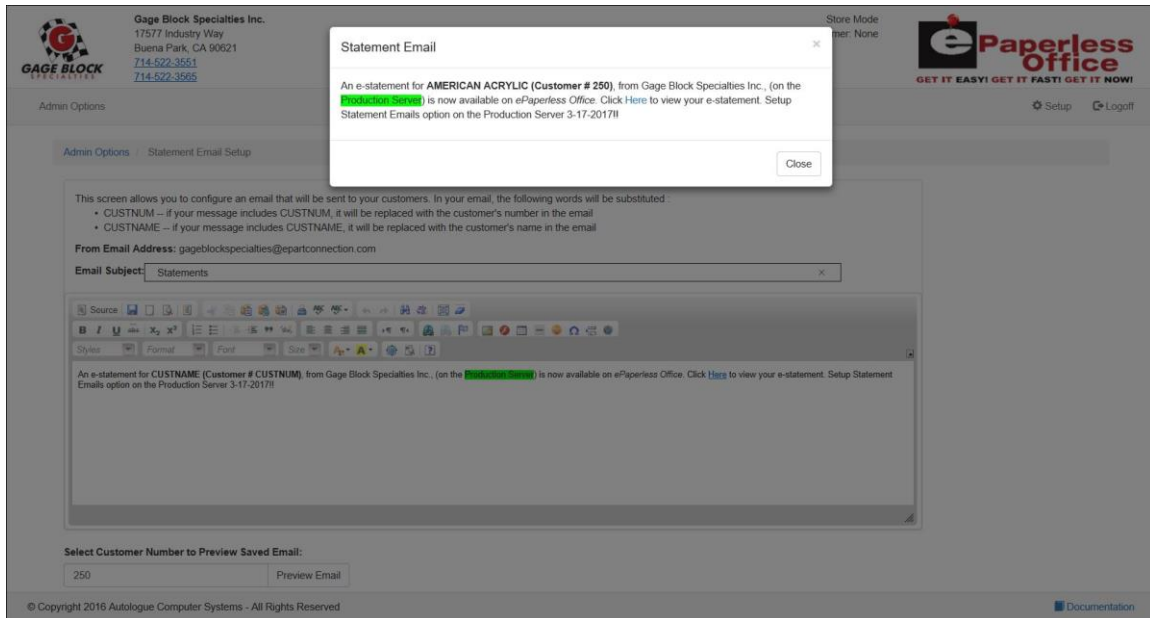 GAGE BLOCK
SPECIALTIES
Gage Block Specialties Inc.
17577 Industry Way
Buena Park, CA 90621
714-522-3551
714-522-3565
Store Mode
mer: None
e Paperless
Office
GET IT EASY! GET IT FAST! GET IT NOW!
Statement Email
×
An e-statement for AMERICAN ACRYLIC (Customer # 250), from Gage Block Specialties Inc., (on the
Production Server) is now available on ePaperless Office. Click Here to view your e-statement. Setup
Statement Emails option on the Production Server 3-17-2017!!
Close
Admin Options
Setup
Logoff
Admin Options / Statement Email Setup
This screen allows you to configure an email that will be sent to your customers. In your email, the following words will be substituted :
• CUSTNUM -- if your message includes CUSTNUM, it will be replaced with the customer's number in the email
• CUSTNAME -- if your message includes CUSTNAME, it will be replaced with the customer's name in the email
From Email Address: gageblockspecialties@epartconnection.com
Email Subject: Statements ×
Source
B I U abc X₂ X²
Styles Format Font Size A A
An e-statement for CUSTNAME (Customer # CUSTNUM), from Gage Block Specialties Inc., (on the Production Server) is now available on ePaperless Office. Click Here to view your e-statement. Setup Statement
Emails option on the Production Server 3-17-2017!!
Select Customer Number to Preview Saved Email:
250 Preview Email
© Copyright 2016 Autologue Computer Systems - All Rights Reserved
Documentation